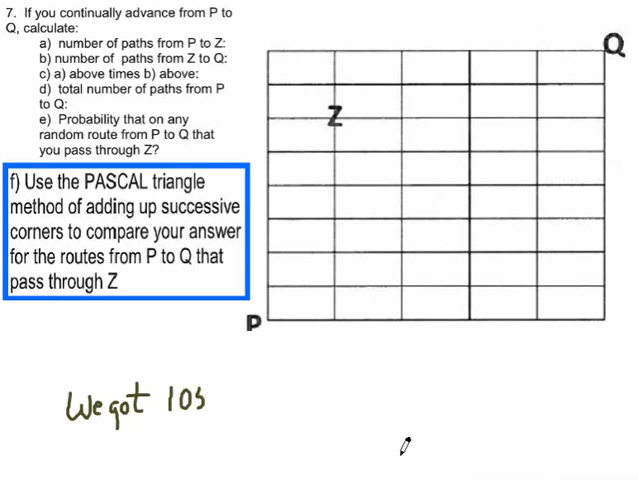 7. If you continually advance from P to
Q, calculate:
a) number of paths from P to Z:
b) number of paths from Z to Q:
c) a) above times b) above:
d) total number of paths from P
to Q:
e) Probability that on any
random route from P to Q that
you pass through Z?
f) Use the PASCAL triangle
method of adding up successive
corners to compare your answer
for the routes from P to Q that
pass through Z
Q
Z
P
We got 105